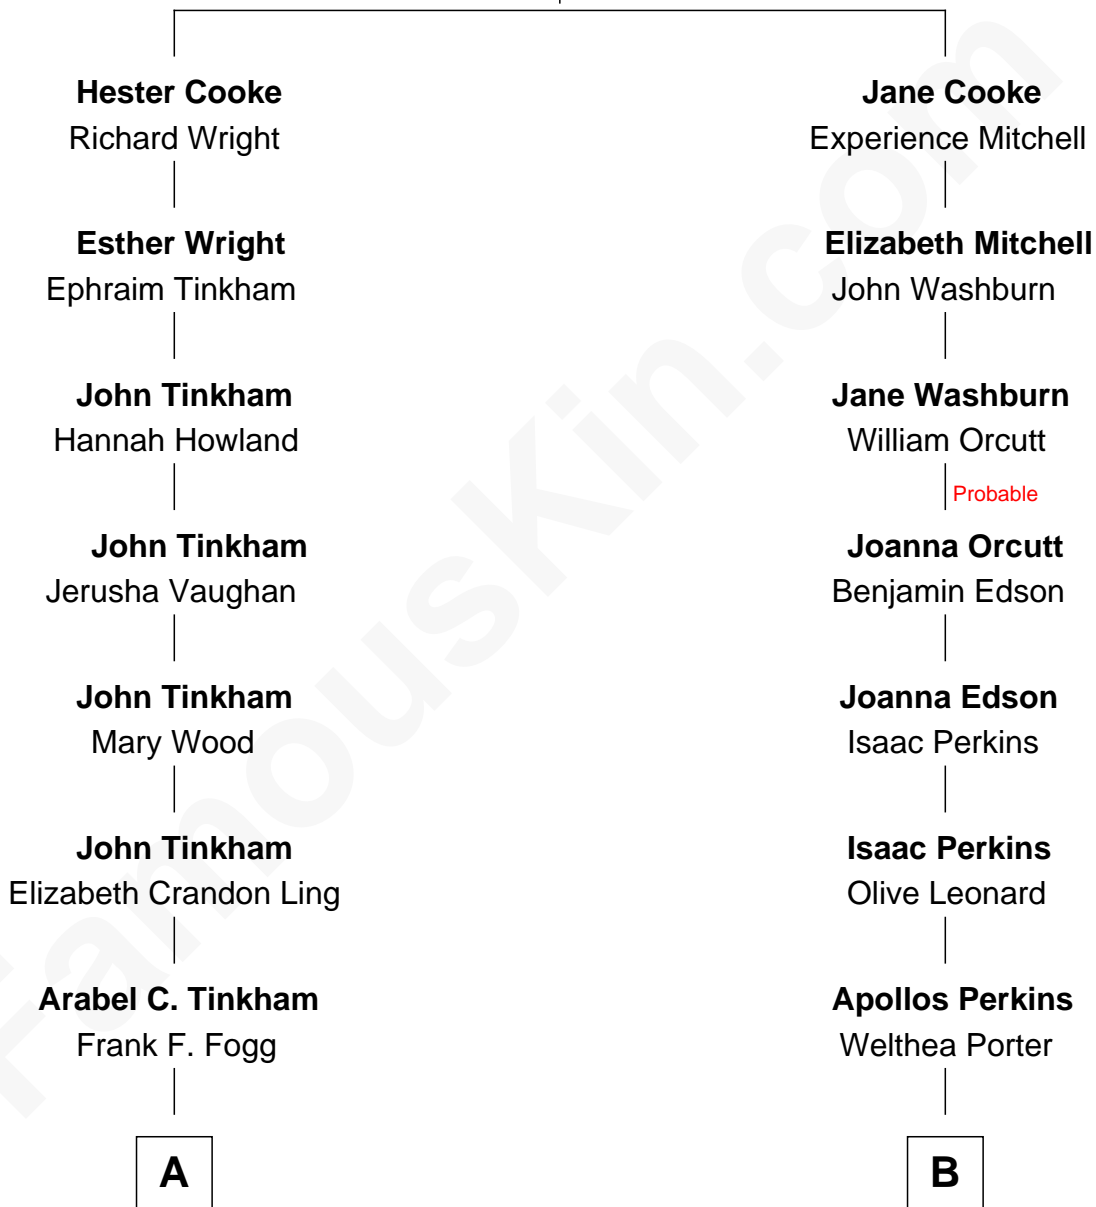 Hester Cooke
Richard Wright
Jane Cooke
Experience Mitchell
Esther Wright
Ephraim Tinkham
Elizabeth Mitchell
John Washburn
John Tinkham
Hannah Howland
Jane Washburn
William Orcutt
Probable
John Tinkham
Jerusha Vaughan
Joanna Orcutt
Benjamin Edson
John Tinkham
Mary Wood
Joanna Edson
Isaac Perkins
John Tinkham
Elizabeth Crandon Ling
Isaac Perkins
Olive Leonard
Arabel C. Tinkham
Frank F. Fogg
Apollos Perkins
Welthea Porter
A
B
FamousKin.com